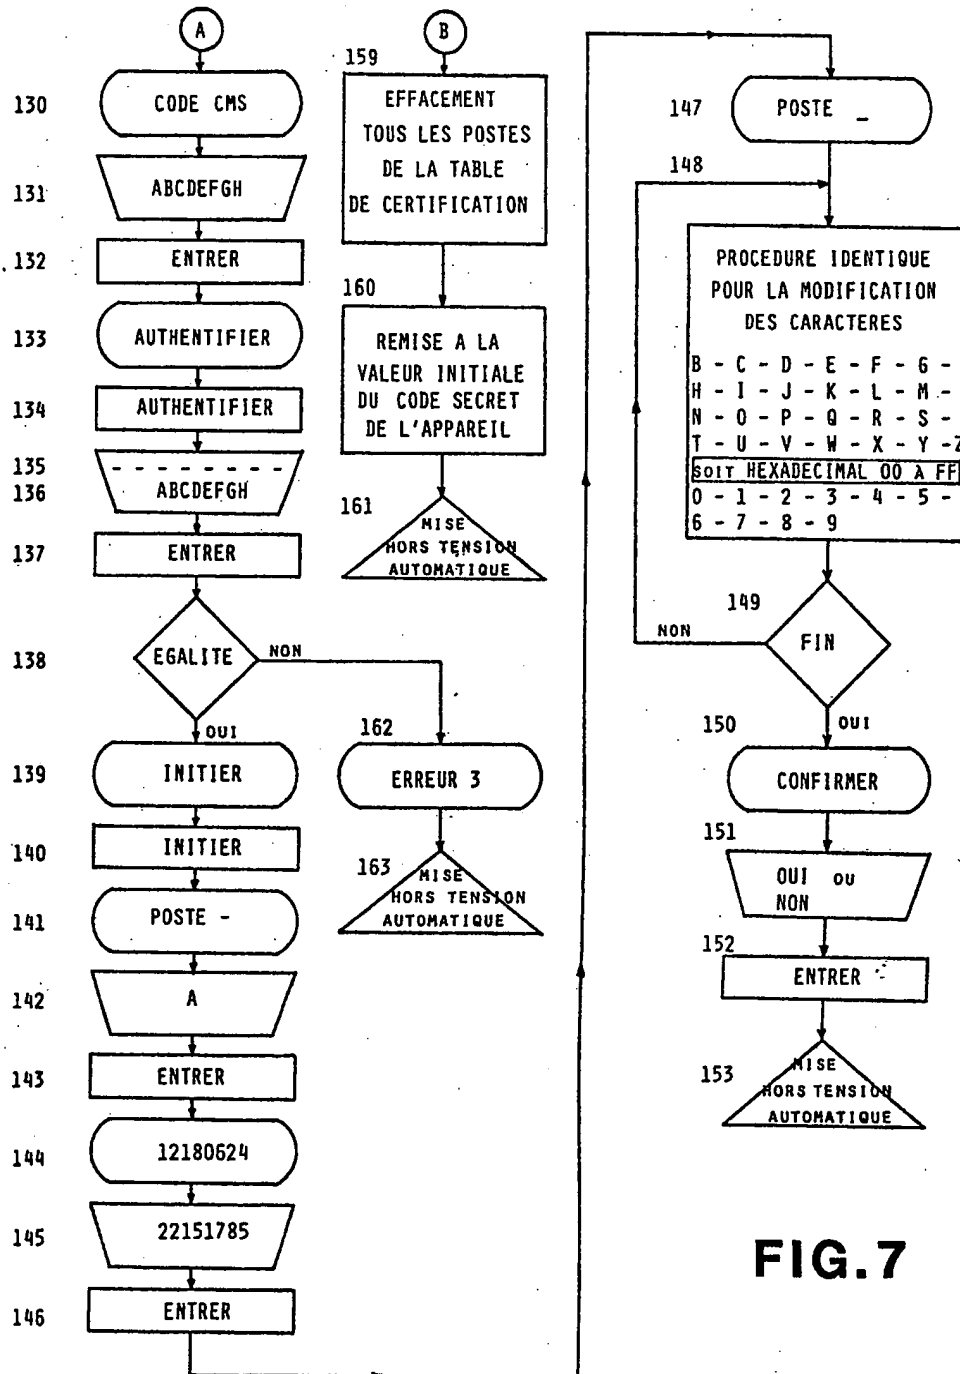 A
130
CODE CMS
131
ABCDEFGH
132
ENTRER
133
AUTHENTIFIER
134
AUTHENTIFIER
135
- - - - - - - -
136
ABCDEFGH
137
ENTRER
138
EGALITE
NON
OUI
139
INITIER
140
INITIER
141
POSTE -
142
A
143
ENTRER
144
12180624
145
22151785
146
ENTRER
B
159
EFFACEMENT
TOUS LES POSTES
DE LA TABLE
DE CERTIFICATION
160
REMISE A LA
VALEUR INITIALE
DU CODE SECRET
DE L'APPAREIL
161
MISE
HORS TENSION
AUTOMATIQUE
162
ERREUR 3
163
MISE
HORS TENSION
AUTOMATIQUE
147
POSTE _
148
PROCEDURE IDENTIQUE
POUR LA MODIFICATION
DES CARACTERES
B - C - D - E - F - G -
H - I - J - K - L - M -
N - O - P - Q - R - S -
T - U - V - W - X - Y -Z
SOIT HEXADECIMAL 00 À FF
0 - 1 - 2 - 3 - 4 - 5 -
6 - 7 - 8 - 9
149
FIN
NON
OUI
150
CONFIRMER
151
OUI OU
NON
152
ENTRER
153
MISE
HORS TENSION
AUTOMATIQUE
FIG.7